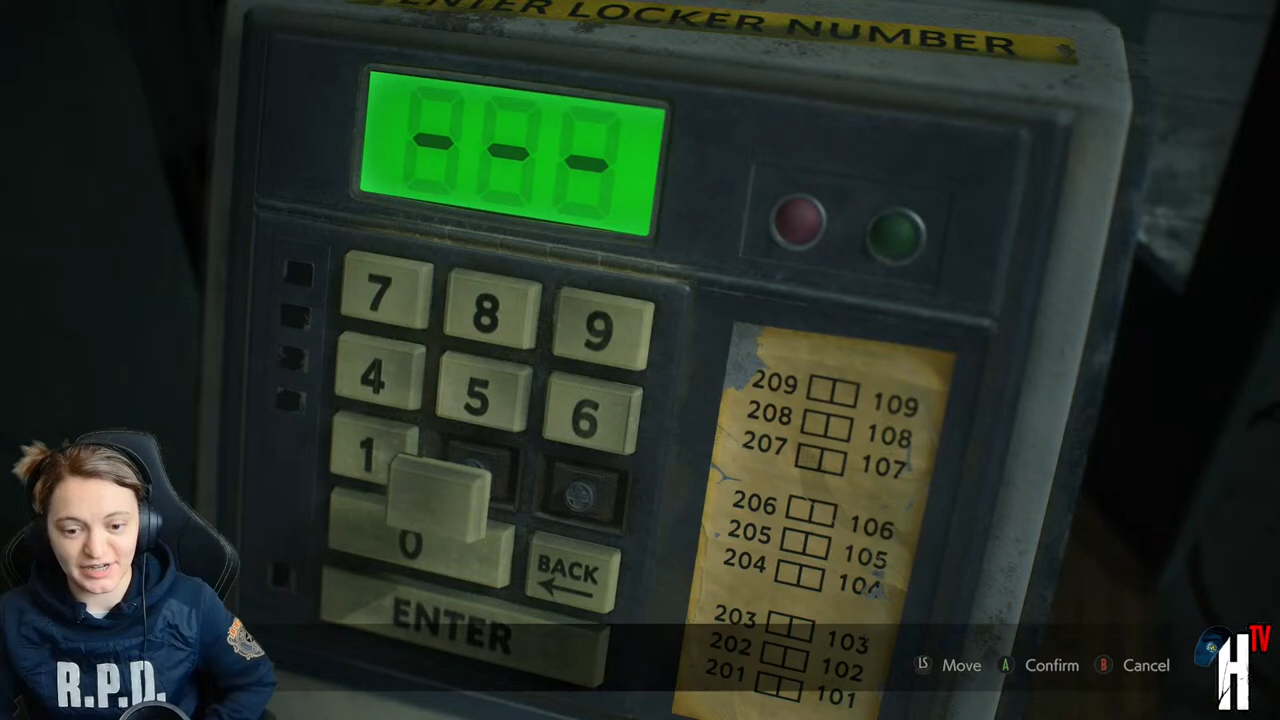 ENTER LOCKER NUMBER
---
7 8 9
4 5 6
1
0 BACK
ENTER
209 109
208 108
207 107
206 106
205 105
204 104
203 103
202 102
201 101
LS Move A Confirm B Cancel
R.P.D.
H TV